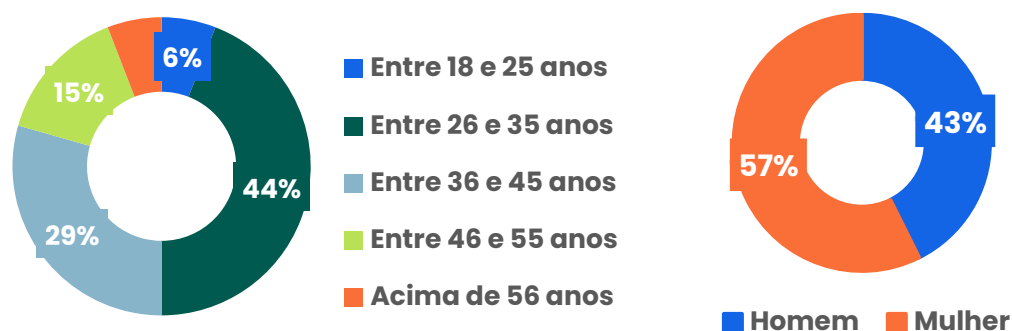 6%
44%
29%
15%
Entre 18 e 25 anos
Entre 26 e 35 anos
Entre 36 e 45 anos
Entre 46 e 55 anos
Acima de 56 anos
43%
57%
Homem
Mulher